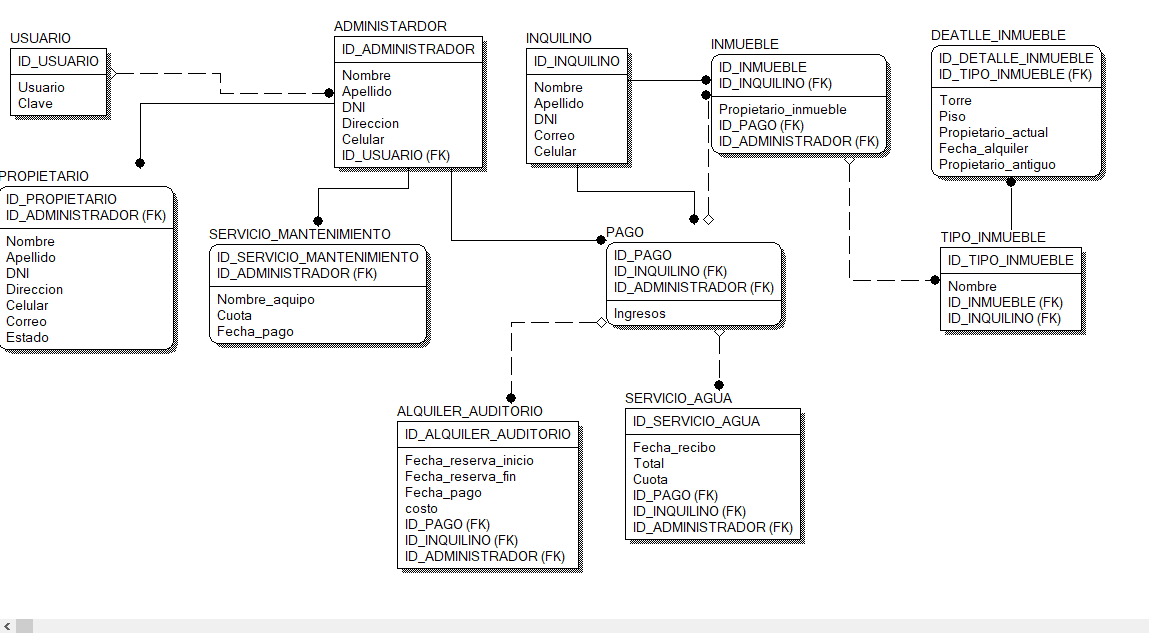 USUARIO
ID_USUARIO
Usuario
Clave
ADMINISTARDOR
ID_ADMINISTRADOR
Nombre
Apellido
DNI
Direccion
Celular
ID_USUARIO (FK)
INQUILINO
ID_INQUILINO
Nombre
Apellido
DNI
Correo
Celular
INMUEBLE
ID_INMUEBLE
ID_INQUILINO (FK)
Propietario_inmueble
ID_PAGO (FK)
ID_ADMINISTRADOR (FK)
DEATLLE_INMUEBLE
ID_DETALLE_INMUEBLE
ID_TIPO_INMUEBLE (FK)
Torre
Piso
Propietario_actual
Fecha_alquiler
Propietario_antiguo
PROPIETARIO
ID_PROPIETARIO
ID_ADMINISTRADOR (FK)
Nombre
Apellido
DNI
Direccion
Celular
Correo
Estado
SERVICIO_MANTENIMIENTO
ID_SERVICIO_MANTENIMIENTO
ID_ADMINISTRADOR (FK)
Nombre_aquipo
Cuota
Fecha_pago
PAGO
ID_PAGO
ID_INQUILINO (FK)
ID_ADMINISTRADOR (FK)
Ingresos
TIPO_INMUEBLE
ID_TIPO_INMUEBLE
Nombre
ID_INMUEBLE (FK)
ID_INQUILINO (FK)
ALQUILER_AUDITORIO
ID_ALQUILER_AUDITORIO
Fecha_reserva_inicio
Fecha_reserva_fin
Fecha_pago
costo
ID_PAGO (FK)
ID_INQUILINO (FK)
ID_ADMINISTRADOR (FK)
SERVICIO_AGUA
ID_SERVICIO_AGUA
Fecha_recibo
Total
Cuota
ID_PAGO (FK)
ID_INQUILINO (FK)
ID_ADMINISTRADOR (FK)